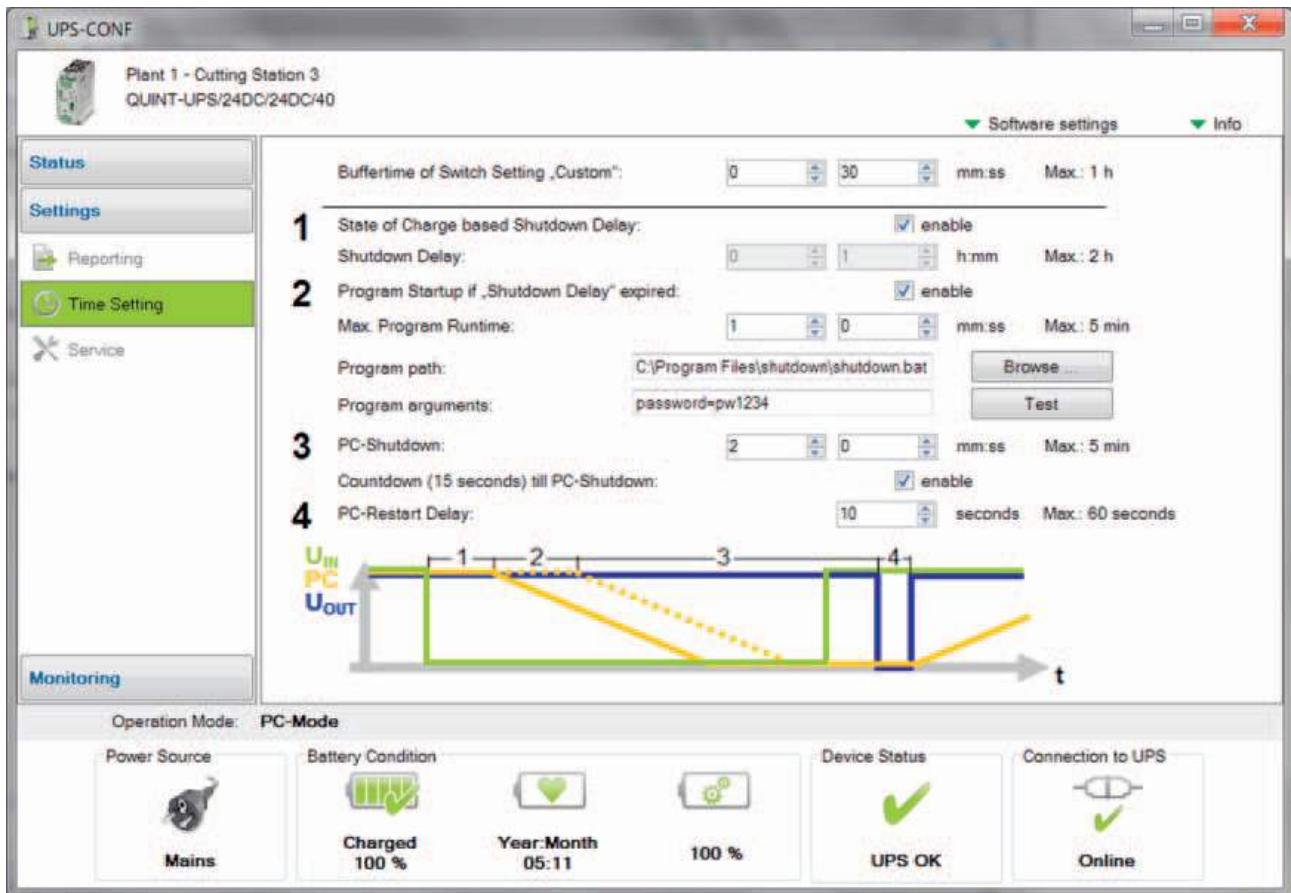 UPS-CONF
Plant 1 - Cutting Station 3
QUINT-UPS/24DC/24DC/40
Software settings Info
Status
Settings
Reporting
Time Setting
Service
Monitoring
Buffertime of Switch Setting „Custom": 0 30 mm:ss Max.: 1 h
1 State of Charge based Shutdown Delay: enable
Shutdown Delay: 0 1 h:mm Max.: 2 h
2 Program Startup if „Shutdown Delay" expired: enable
Max. Program Runtime: 1 0 mm:ss Max.: 5 min
Program path: C:\Program Files\shutdown\shutdown.bat Browse ...
Program arguments: password=pw1234 Test
3 PC-Shutdown: 2 0 mm:ss Max.: 5 min
Countdown (15 seconds) till PC-Shutdown: enable
4 PC-Restart Delay: 10 seconds Max.: 60 seconds
UIN 1 2 3 4
PC
UOUT
t
Operation Mode: PC-Mode
Power Source Battery Condition Device Status Connection to UPS
Charged Year:Month
Mains 100 % 05:11 100 % UPS OK Online